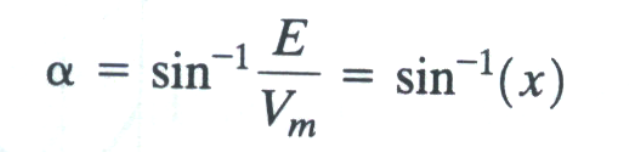 α = sin⁻¹ E/Vₘ = sin⁻¹(x)